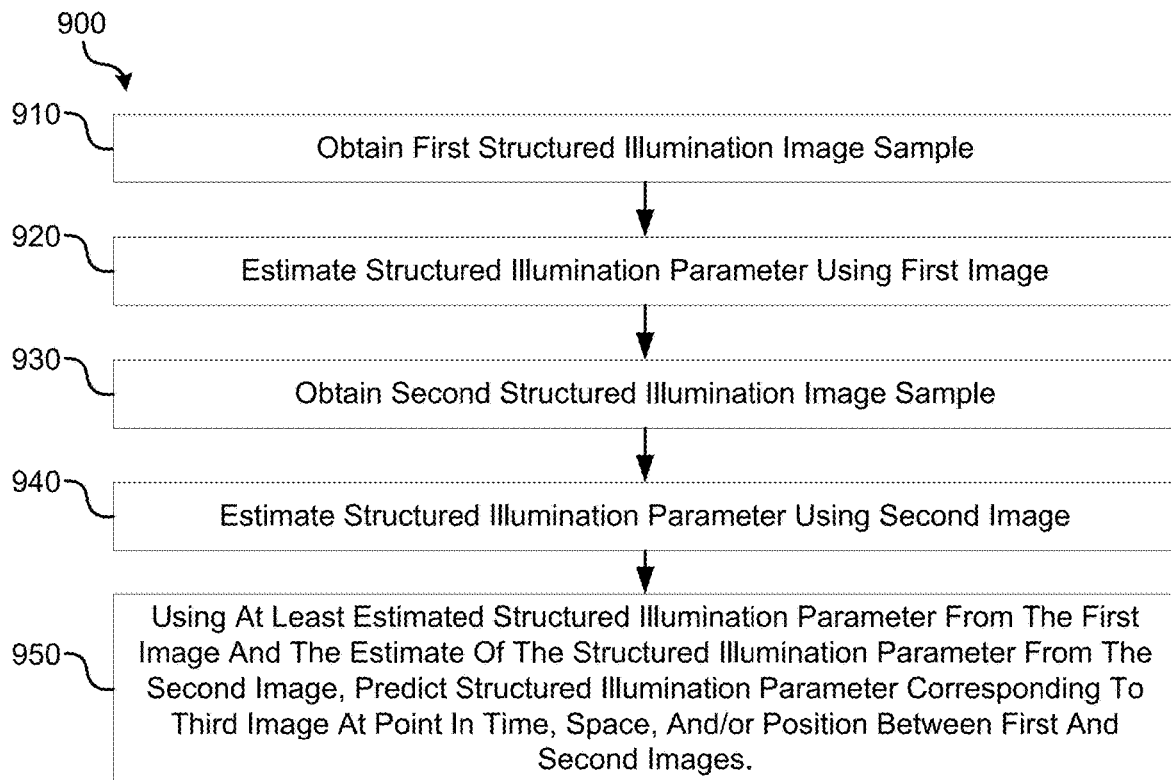 900
910
Obtain First Structured Illumination Image Sample
920
Estimate Structured Illumination Parameter Using First Image
930
Obtain Second Structured Illumination Image Sample
940
Estimate Structured Illumination Parameter Using Second Image
950
Using At Least Estimated Structured Illumination Parameter From The First
Image And The Estimate Of The Structured Illumination Parameter From The
Second Image, Predict Structured Illumination Parameter Corresponding To
Third Image At Point In Time, Space, And/or Position Between First And
Second Images.